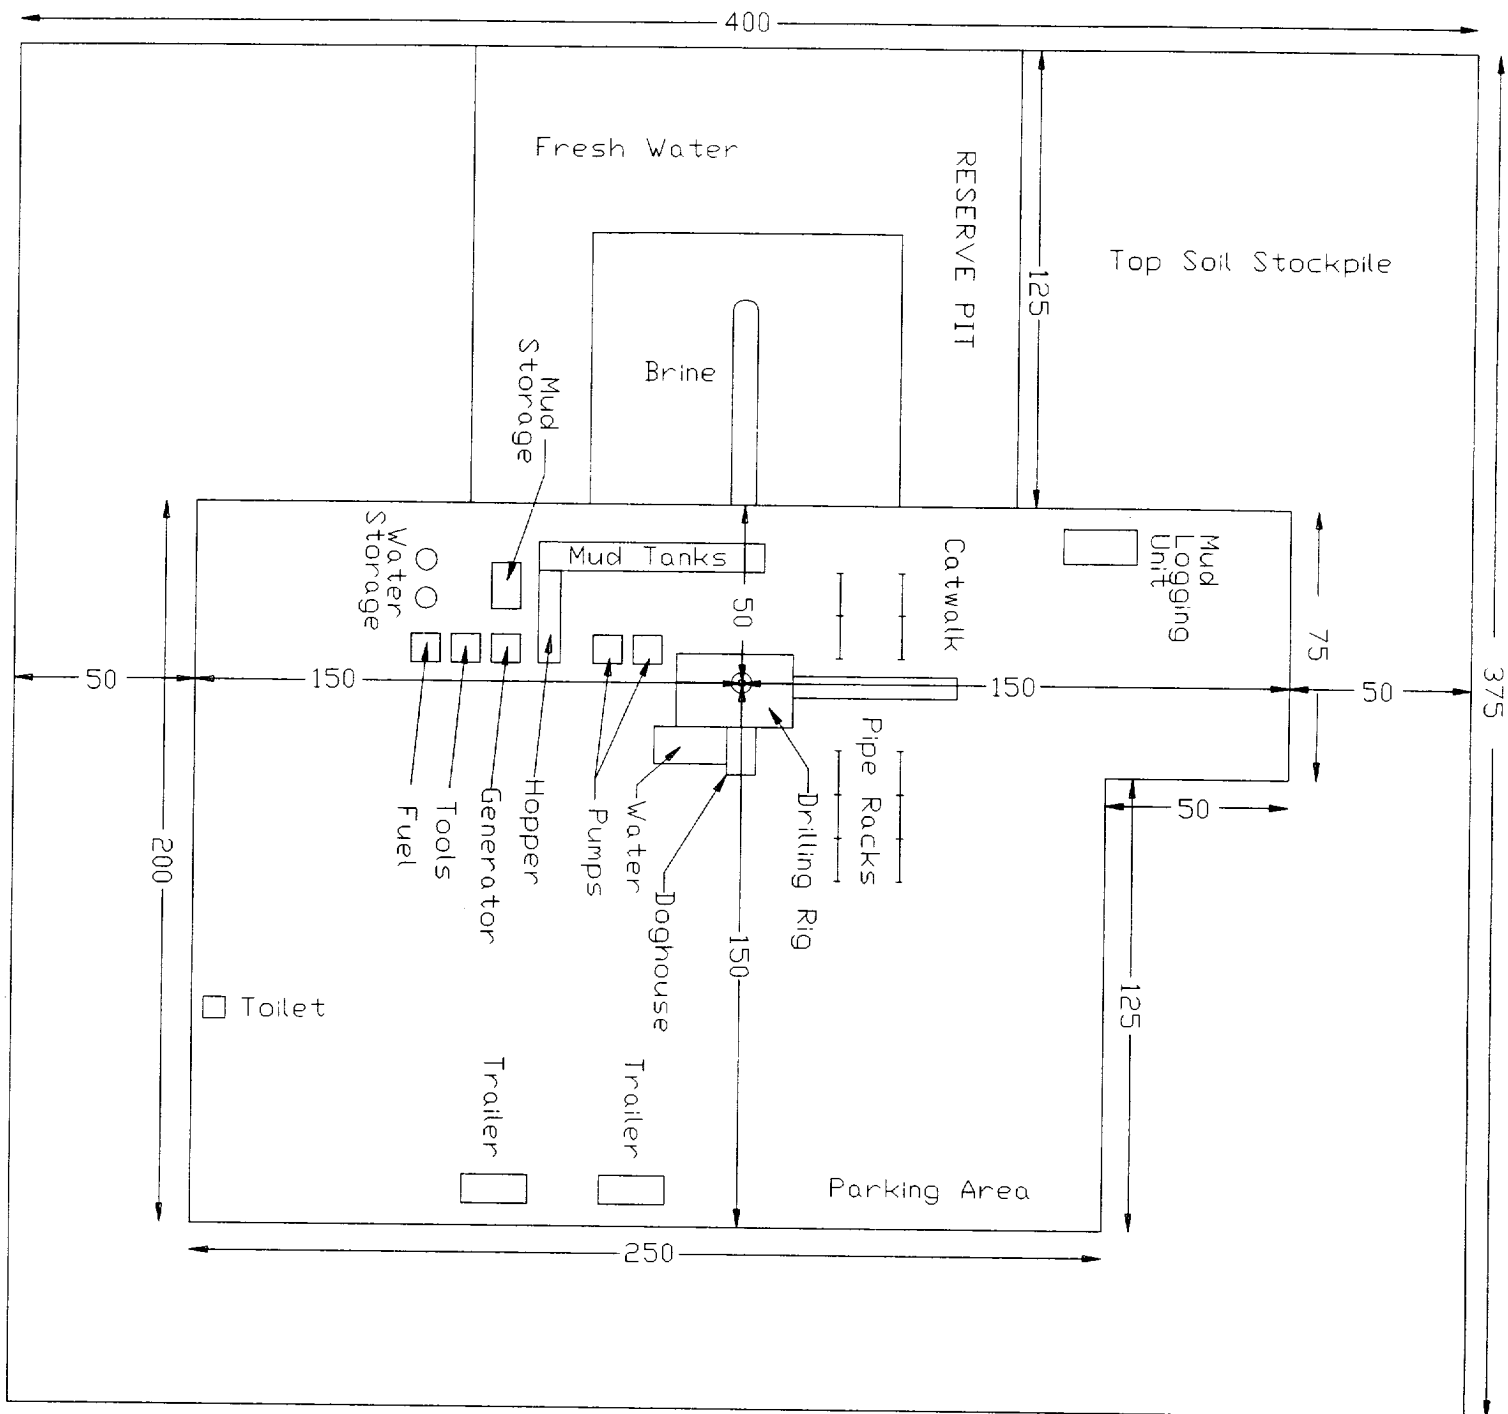 400
Fresh Water
RESERVE PIT
Top Soil Stockpile
125
Brine
Mud
Storage
Water
Storage
Mud Tanks
50
Catwalk
Mud
Logging
Unit
75
375
50
150
150
50
50
Pipe Racks
Drilling Rig
Doghouse
Water
Pumps
Hopper
Generator
Tools
Fuel
200
150
125
Toilet
Trailer
Trailer
Parking Area
250